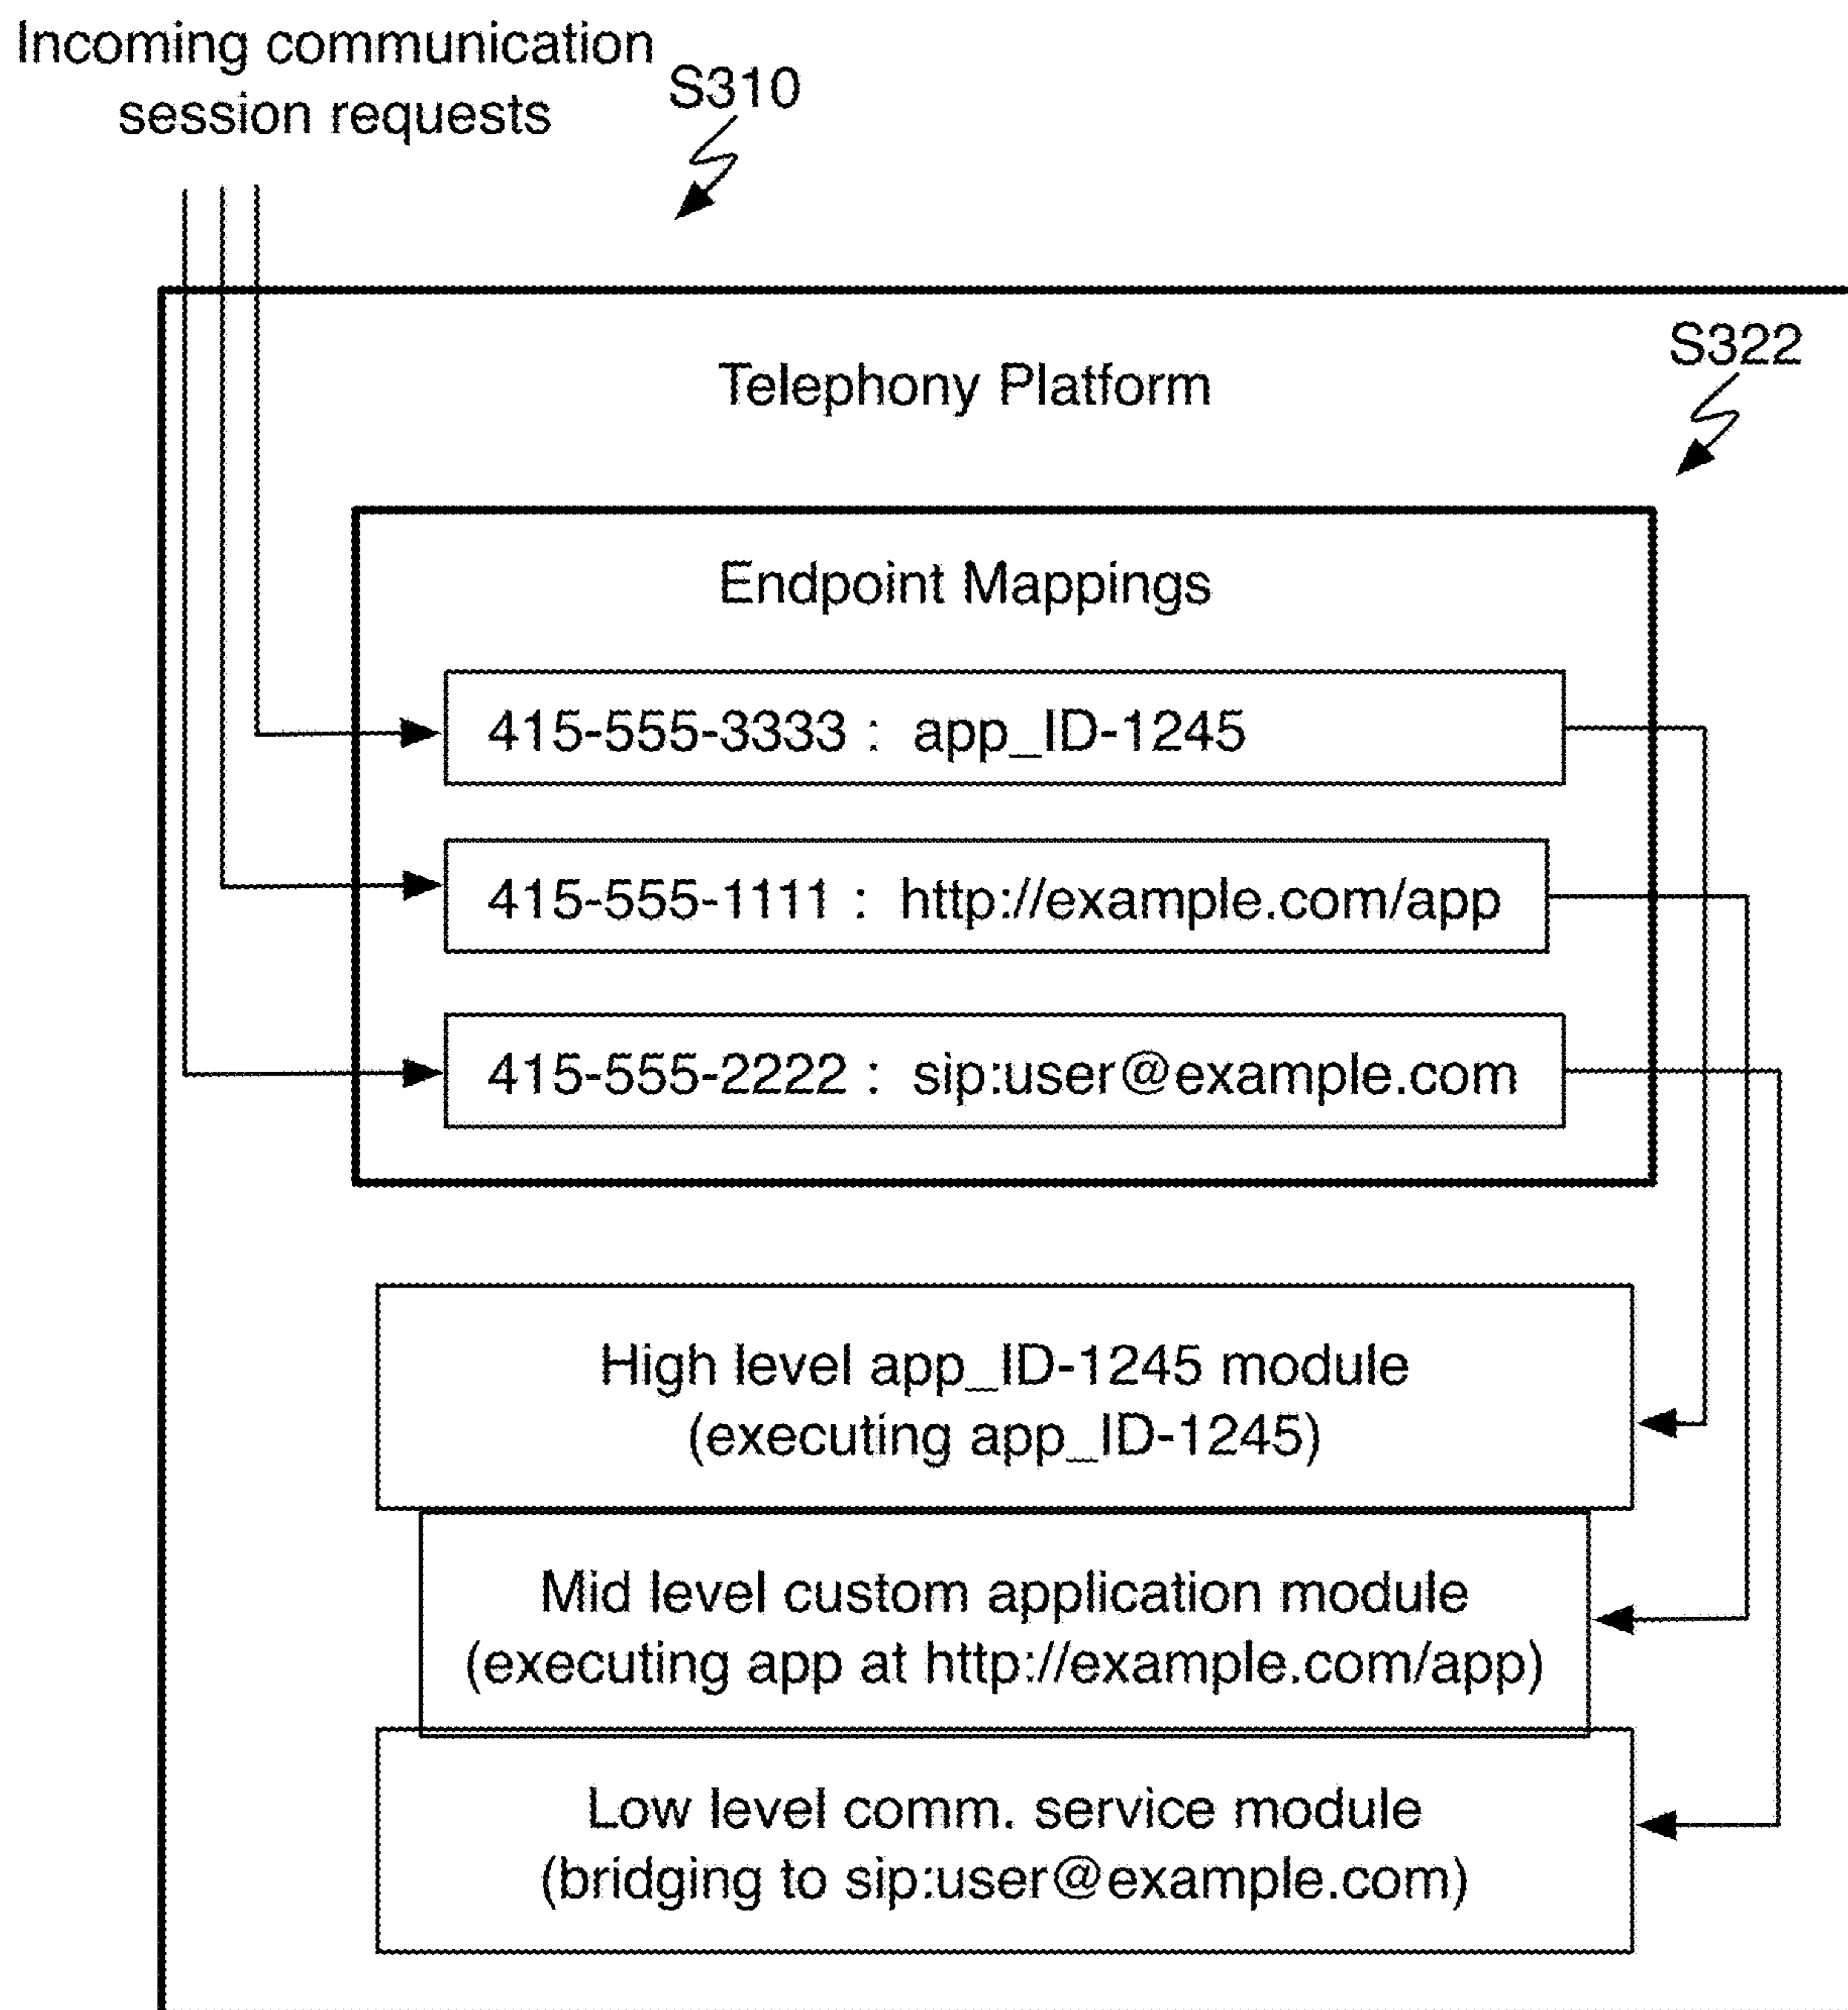 Incoming communication
session requests
S310
S322
Telephony Platform
Endpoint Mappings
415-555-3333 : app_ID-1245
415-555-1111 : http://example.com/app
415-555-2222 : sip:user@example.com
High level app_ID-1245 module
(executing app_ID-1245)
Mid level custom application module
(executing app at http://example.com/app)
Low level comm. service module
(bridging to sip:user@example.com)